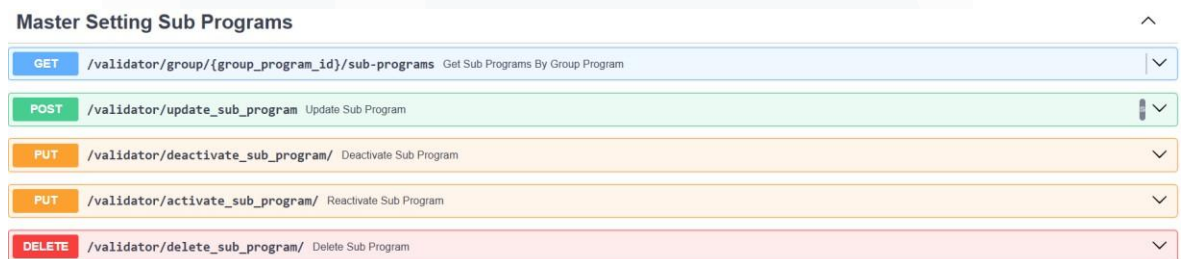 Master Setting Sub Programs
GET /validator/group/{group_program_id}/sub-programs Get Sub Programs By Group Program
POST /validator/update_sub_program Update Sub Program
PUT /validator/deactivate_sub_program/ Deactivate Sub Program
PUT /validator/activate_sub_program/ Reactivate Sub Program
DELETE /validator/delete_sub_program/ Delete Sub Program